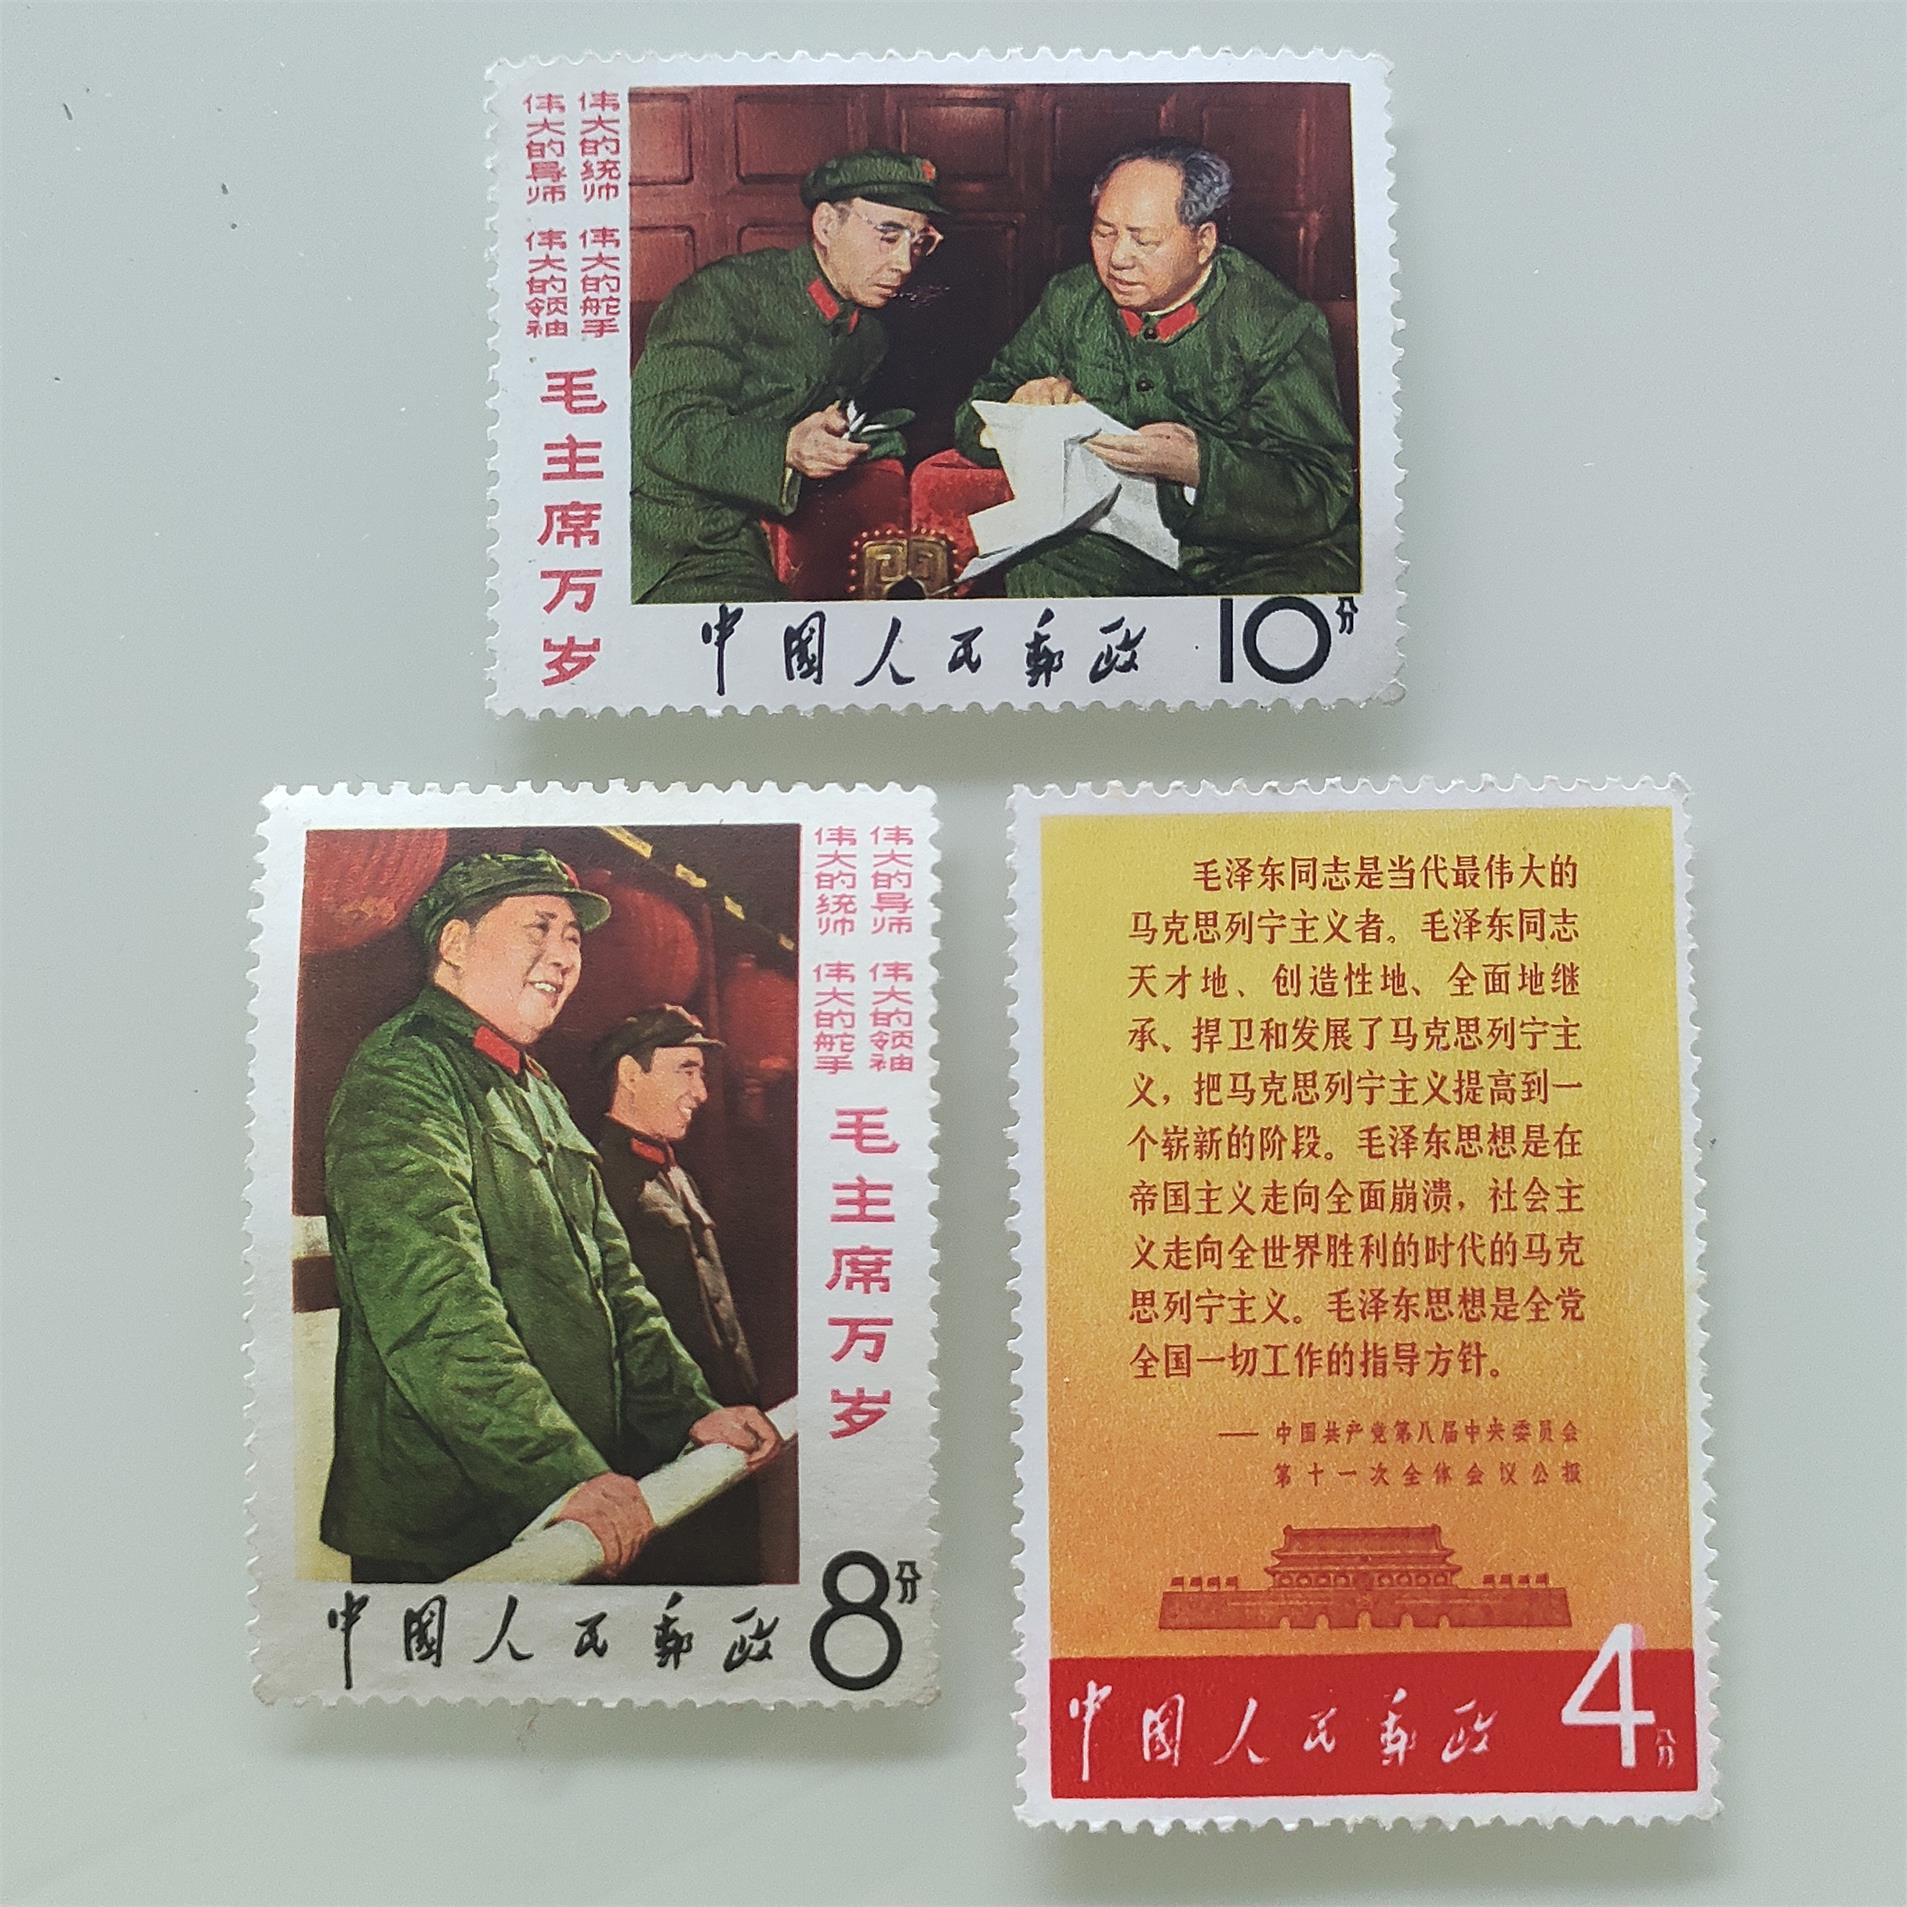 伟大的导师
伟大的统帅
伟大的领袖
伟大的舵手
毛主席万岁
中国人民邮政
10分
伟大的导师
伟大的统帅
伟大的领袖
伟大的舵手
毛主席万岁
中国人民邮政
8分
毛泽东同志是当代最伟大的
马克思列宁主义者。毛泽东同志
天才地、创造性地、全面地继
承、捍卫和发展了马克思列宁主
义，把马克思列宁主义提高到一
个崭新的阶段。毛泽东思想是在
帝国主义走向全面崩溃，社会主
义走向全世界胜利的时代的马克
思列宁主义。毛泽东思想是全党
全国一切工作的指导方针。
—— 中国共产党第八届中央委员会
第十一次全体会议公报
中国人民邮政
4分